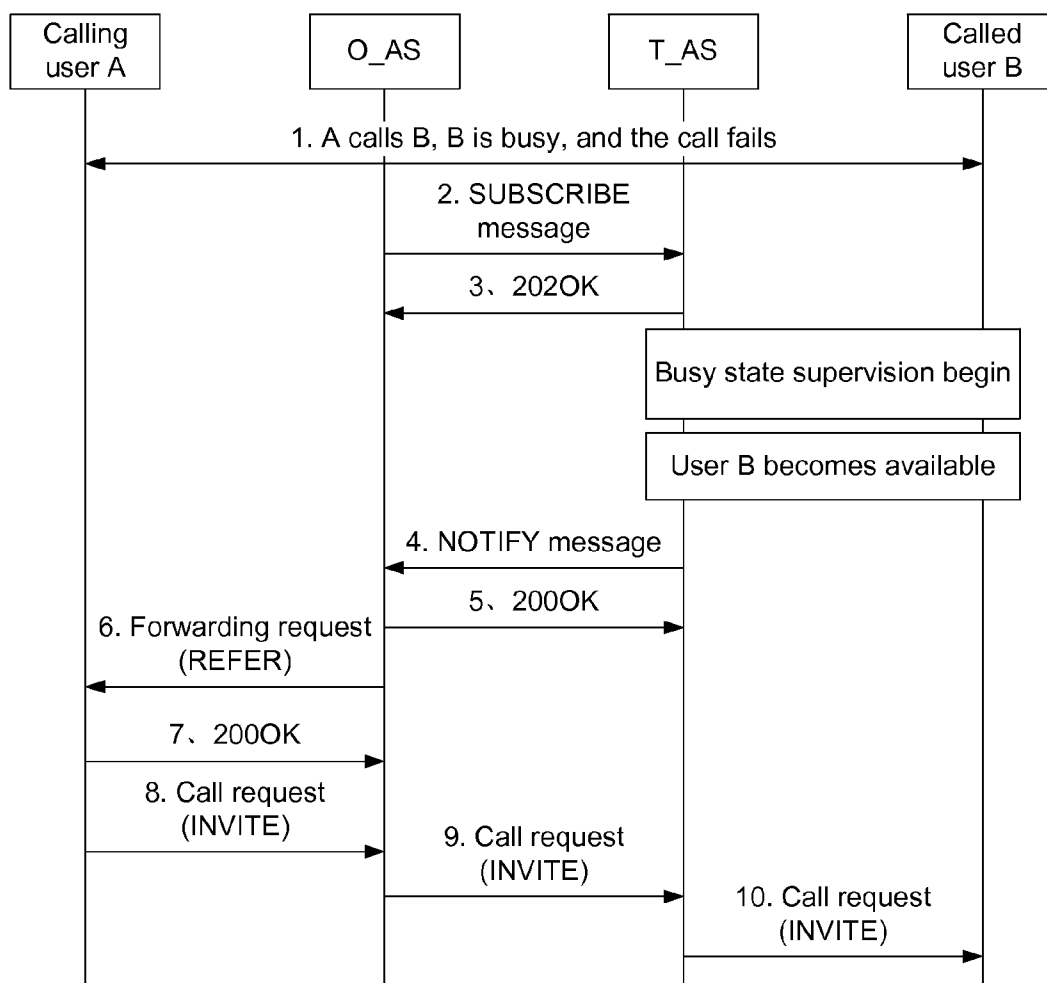 Calling
user A
O_AS
T_AS
Called
user B
1. A calls B, B is busy, and the call fails
2. SUBSCRIBE
message
3、202OK
Busy state supervision begin
User B becomes available
4. NOTIFY message
5、200OK
6. Forwarding request
(REFER)
7、200OK
8. Call request
(INVITE)
9. Call request
(INVITE)
10. Call request
(INVITE)